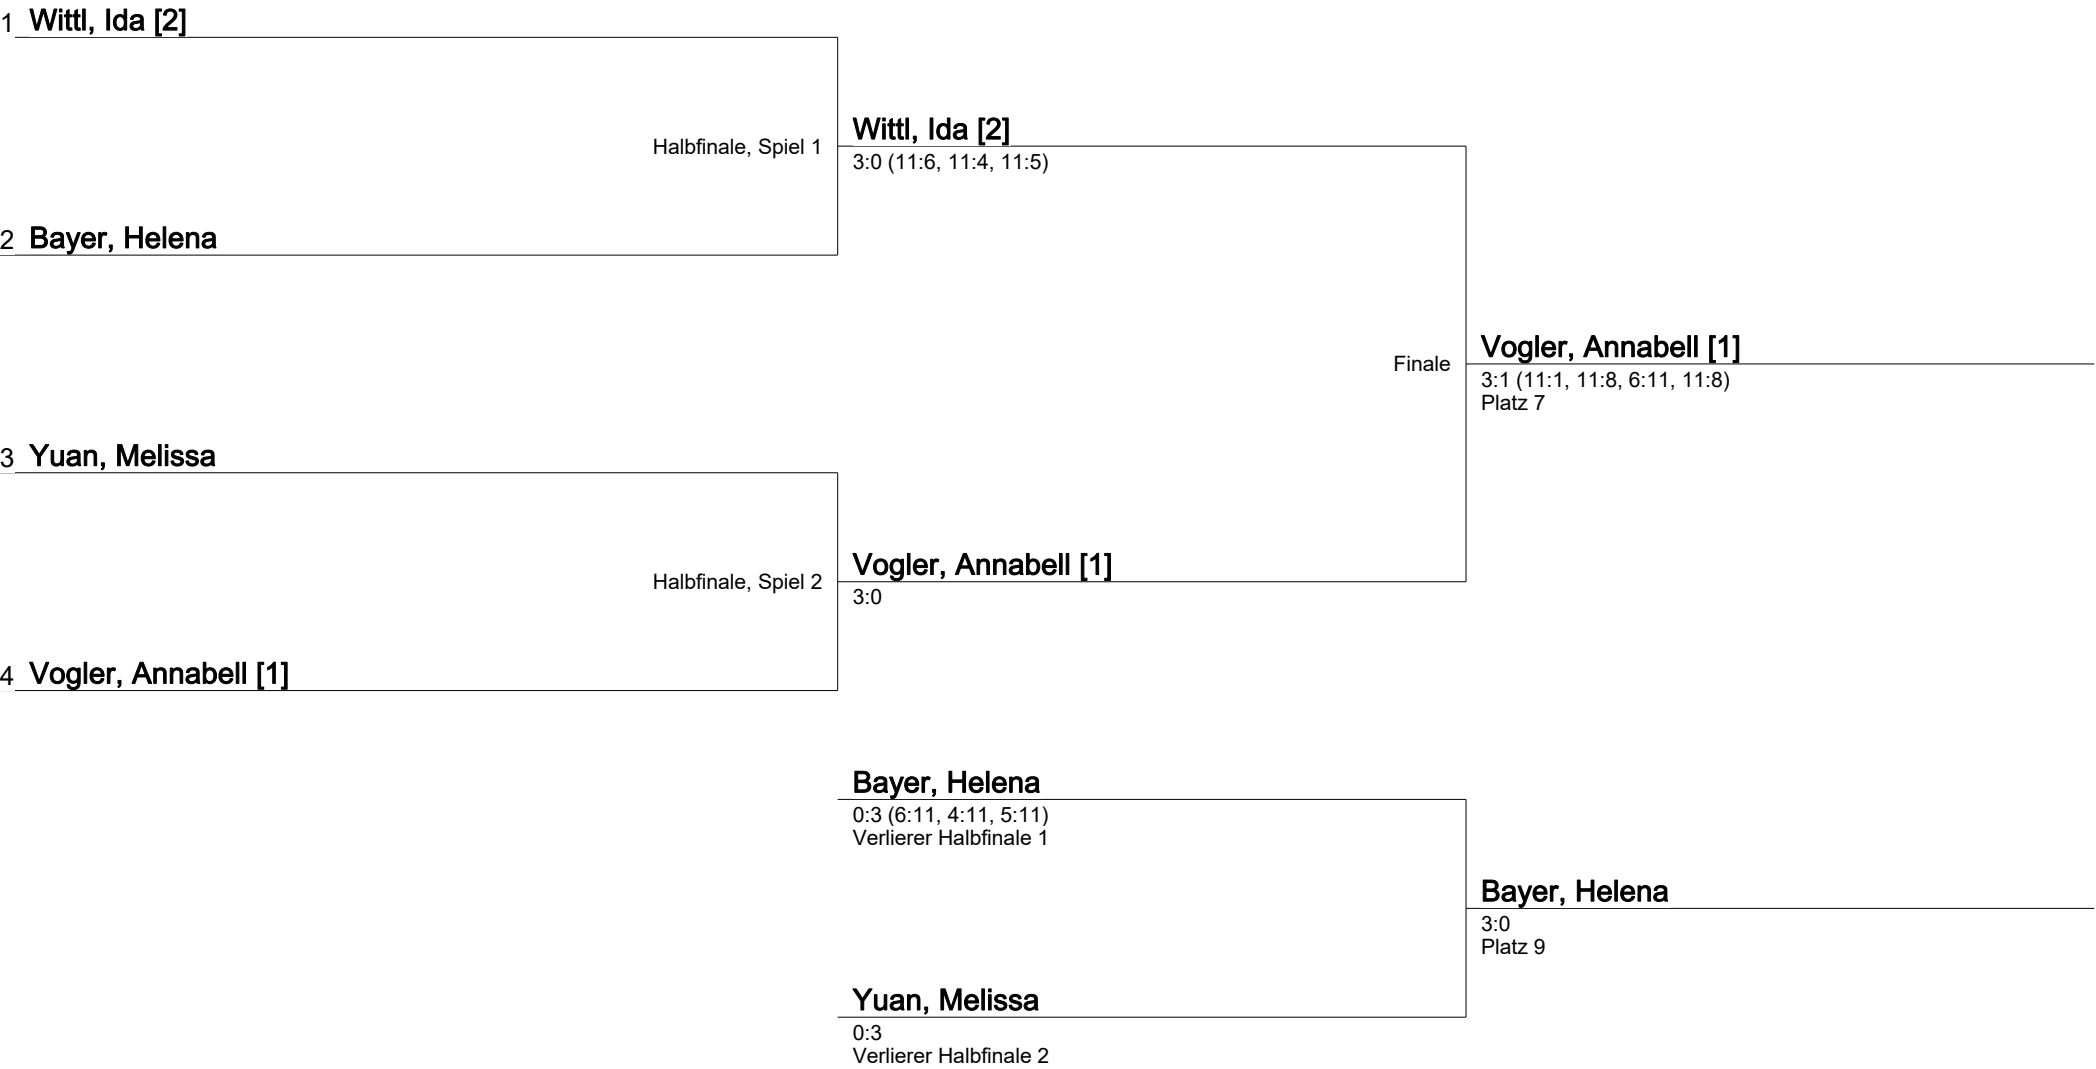 1 Wittl, Ida [2]
Halbfinale, Spiel 1
Wittl, Ida [2]
3:0 (11:6, 11:4, 11:5)
2 Bayer, Helena
Finale
Vogler, Annabell [1]
3:1 (11:1, 11:8, 6:11, 11:8)
Platz 7
3 Yuan, Melissa
Halbfinale, Spiel 2
Vogler, Annabell [1]
3:0
4 Vogler, Annabell [1]
Bayer, Helena
0:3 (6:11, 4:11, 5:11)
Verlierer Halbfinale 1
Bayer, Helena
3:0
Platz 9
Yuan, Melissa
0:3
Verlierer Halbfinale 2